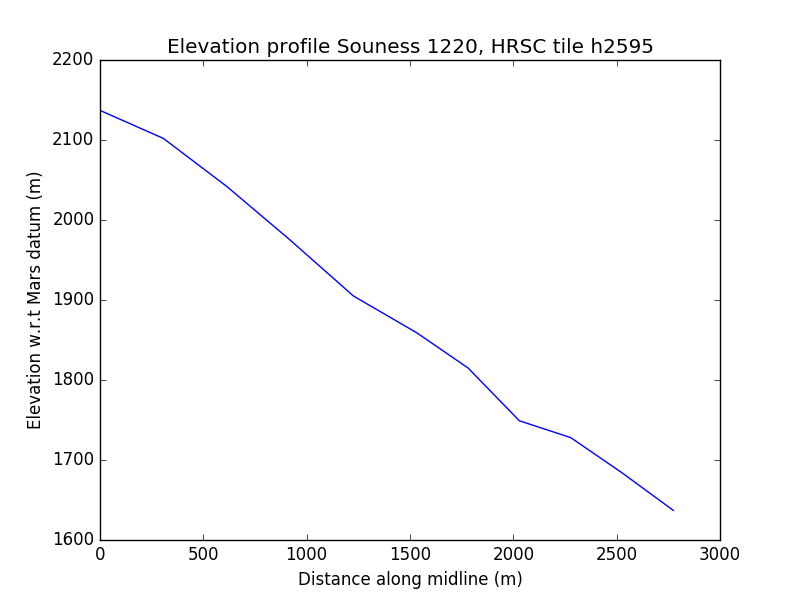 Elevation profile Souness 1220, HRSC tile h2595
2200
2100
2000
1900
1800
1700
1600
Elevation w.r.t Mars datum (m)
0 500 1000 1500 2000 2500 3000
Distance along midline (m)